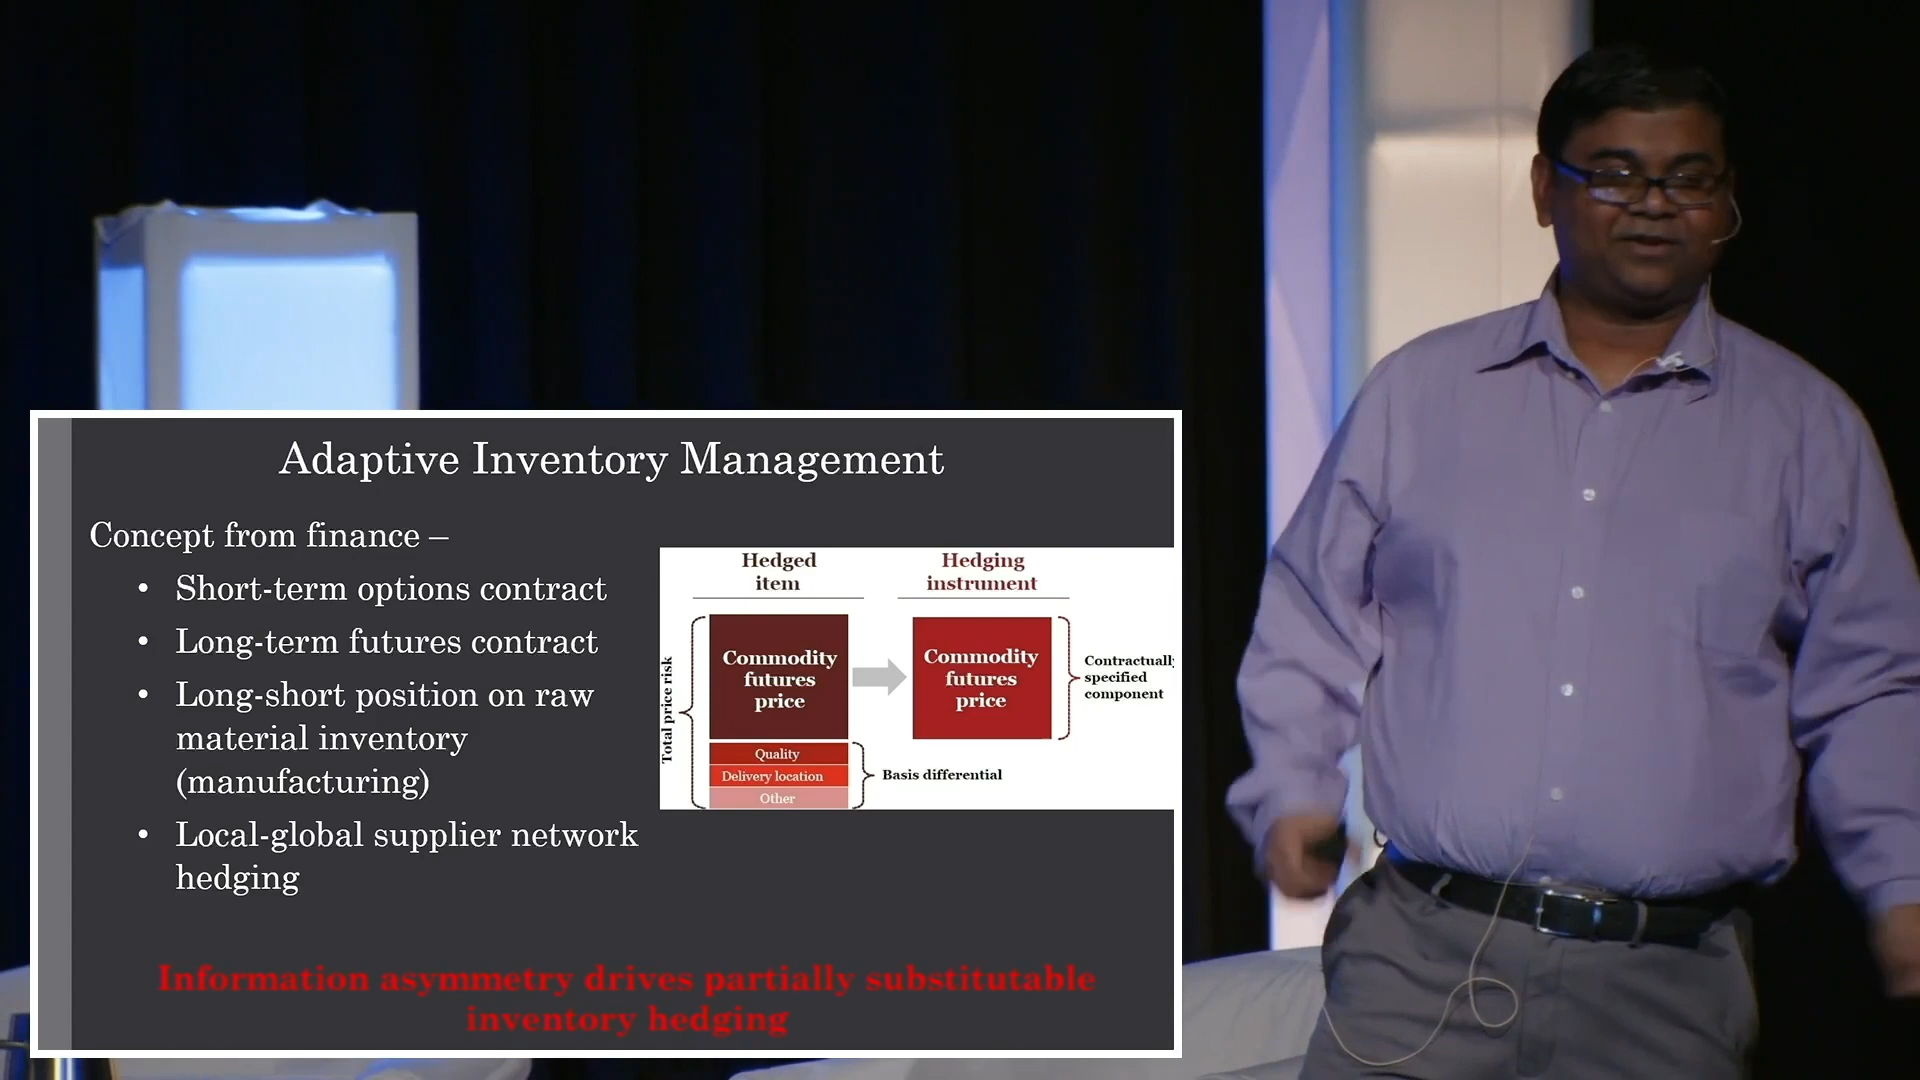 Adaptive Inventory Management
Concept from finance –
• Short-term options contract
• Long-term futures contract
• Long-short position on raw
material inventory
(manufacturing)
• Local-global supplier network
hedging
Hedged
item
Hedging
instrument
Total price risk
Commodity
futures
price
Commodity
futures
price
Contractuall
specified
component
Quality
Delivery location
Other
Basis differential
Information asymmetry drives partially substitutable
inventory hedging